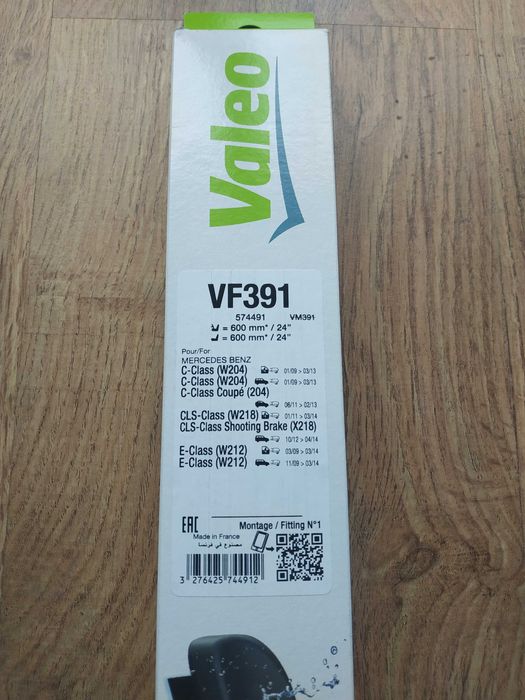 Valeo
VF391
574491 VM391
= 600 mm* / 24"
= 600 mm* / 24"
Pour/For
MERCEDES BENZ
C-Class (W204) 01/09 > 03/13
C-Class (W204) 01/09 > 03/13
C-Class Coupé (204)
06/11 > 02/13
CLS-Class (W218) 01/11 > 03/14
CLS-Class Shooting Brake (X218)
10/12 > 04/14
E-Class (W212) 03/09 > 03/14
E-Class (W212) 11/09 > 03/14
EAC Montage / Fitting N°1
Made in France
مصنوع في فرنسا
3 276425 744912